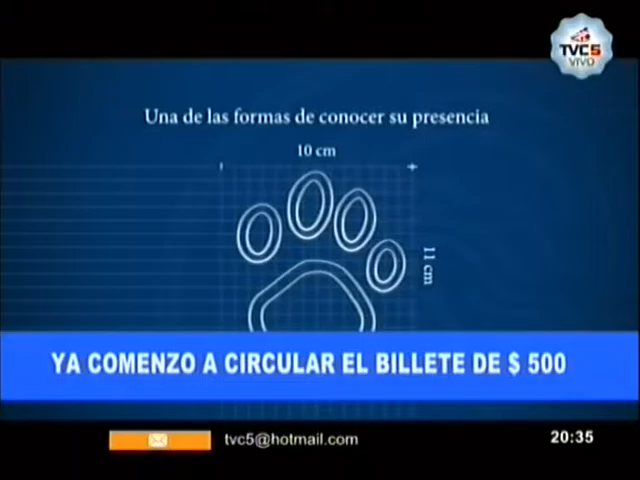 TVC5
VIVO
Una de las formas de conocer su presencia
10 cm
11 cm
YA COMENZO A CIRCULAR EL BILLETE DE $ 500
tvc5@hotmail.com
20:35